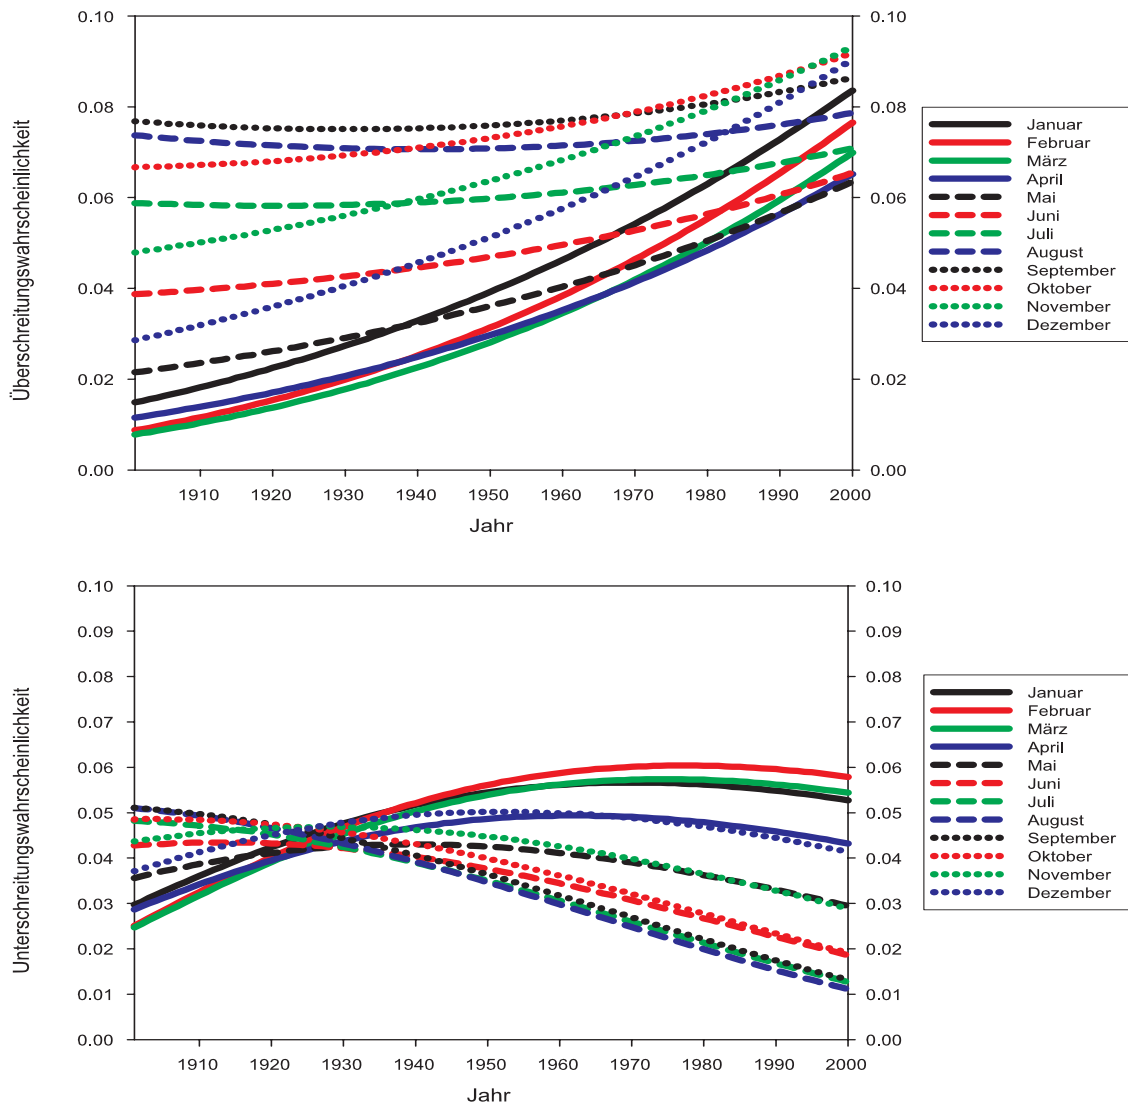 0.10 0.10
0.08 0.08
0.06 0.06
0.04 0.04
0.02 0.02
0.00 0.00
Überschreitungswahrscheinlichkeit
1910 1920 1930 1940 1950 1960 1970 1980 1990 2000
Jahr
Januar
Februar
März
April
Mai
Juni
Juli
August
September
Oktober
November
Dezember
0.10 0.10
0.09 0.09
0.08 0.08
0.07 0.07
0.06 0.06
0.05 0.05
0.04 0.04
0.03 0.03
0.02 0.02
0.01 0.01
0.00 0.00
Unterschreitungswahrscheinlichkeit
1910 1920 1930 1940 1950 1960 1970 1980 1990 2000
Jahr
Januar
Februar
März
April
Mai
Juni
Juli
August
September
Oktober
November
Dezember